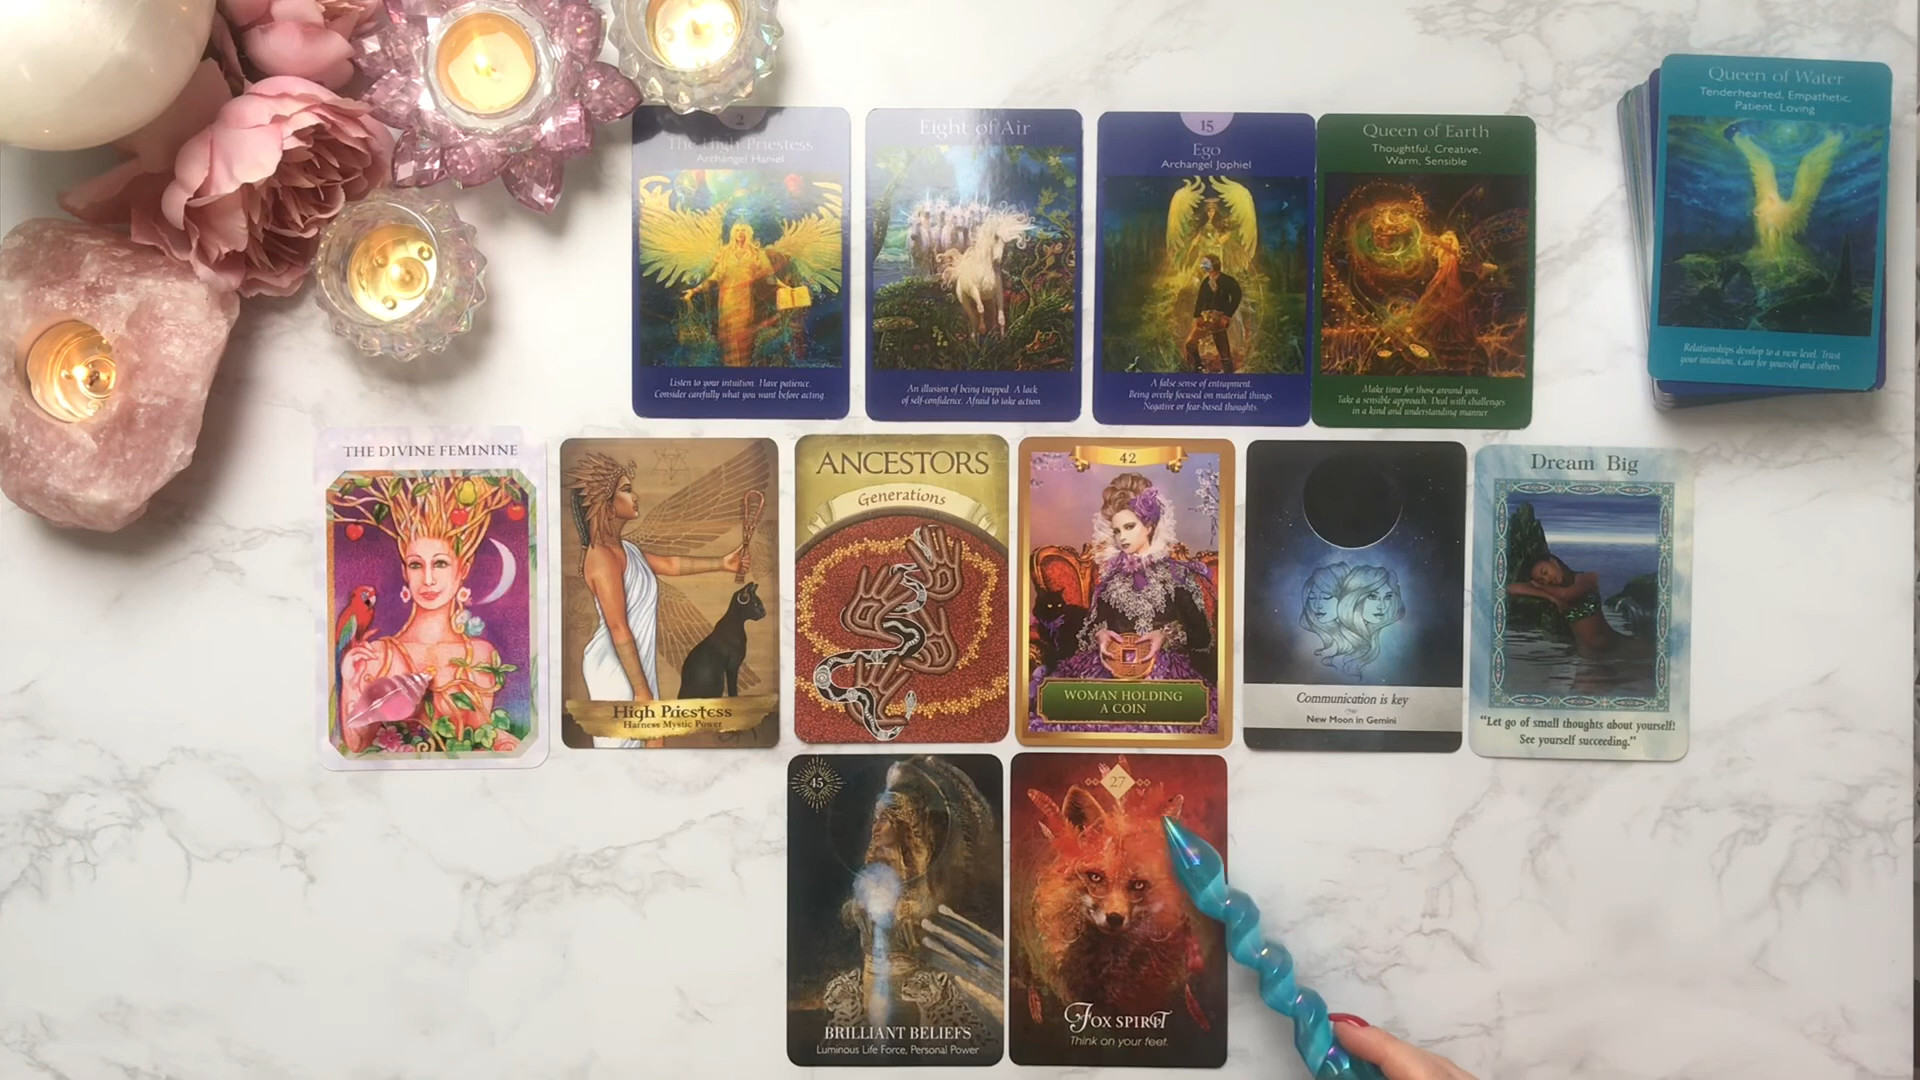 2
The High Priestess
Archangel Haniel
Listen to your intuition. Have patience.
Consider carefully what you want before acting.
Eight of Air
An illusion of being trapped. A lack
of self-confidence. Afraid to take action.
15
Ego
Archangel Jophiel
A false sense of entrapment.
Being overly focused on material things.
Negative or fear-based thoughts.
Queen of Earth
Thoughtful, Creative,
Warm, Sensible
Make time for those around you.
Take a sensible approach. Deal with challenges
in a kind and understanding manner.
Queen of Water
Tenderhearted, Empathetic,
Patient, Loving
Relationships develop to a new level. Trust
your intuition. Care for yourself and others
THE DIVINE FEMININE
High Priestess
Harness Mystic Power
ANCESTORS
Generations
42
WOMAN HOLDING
A COIN
Communication is key
New Moon in Gemini
Dream Big
"Let go of small thoughts about yourself!
See yourself succeeding."
45
BRILLIANT BELIEFS
Luminous Life Force, Personal Power
27
FOX SPIRIT
Think on your feet.